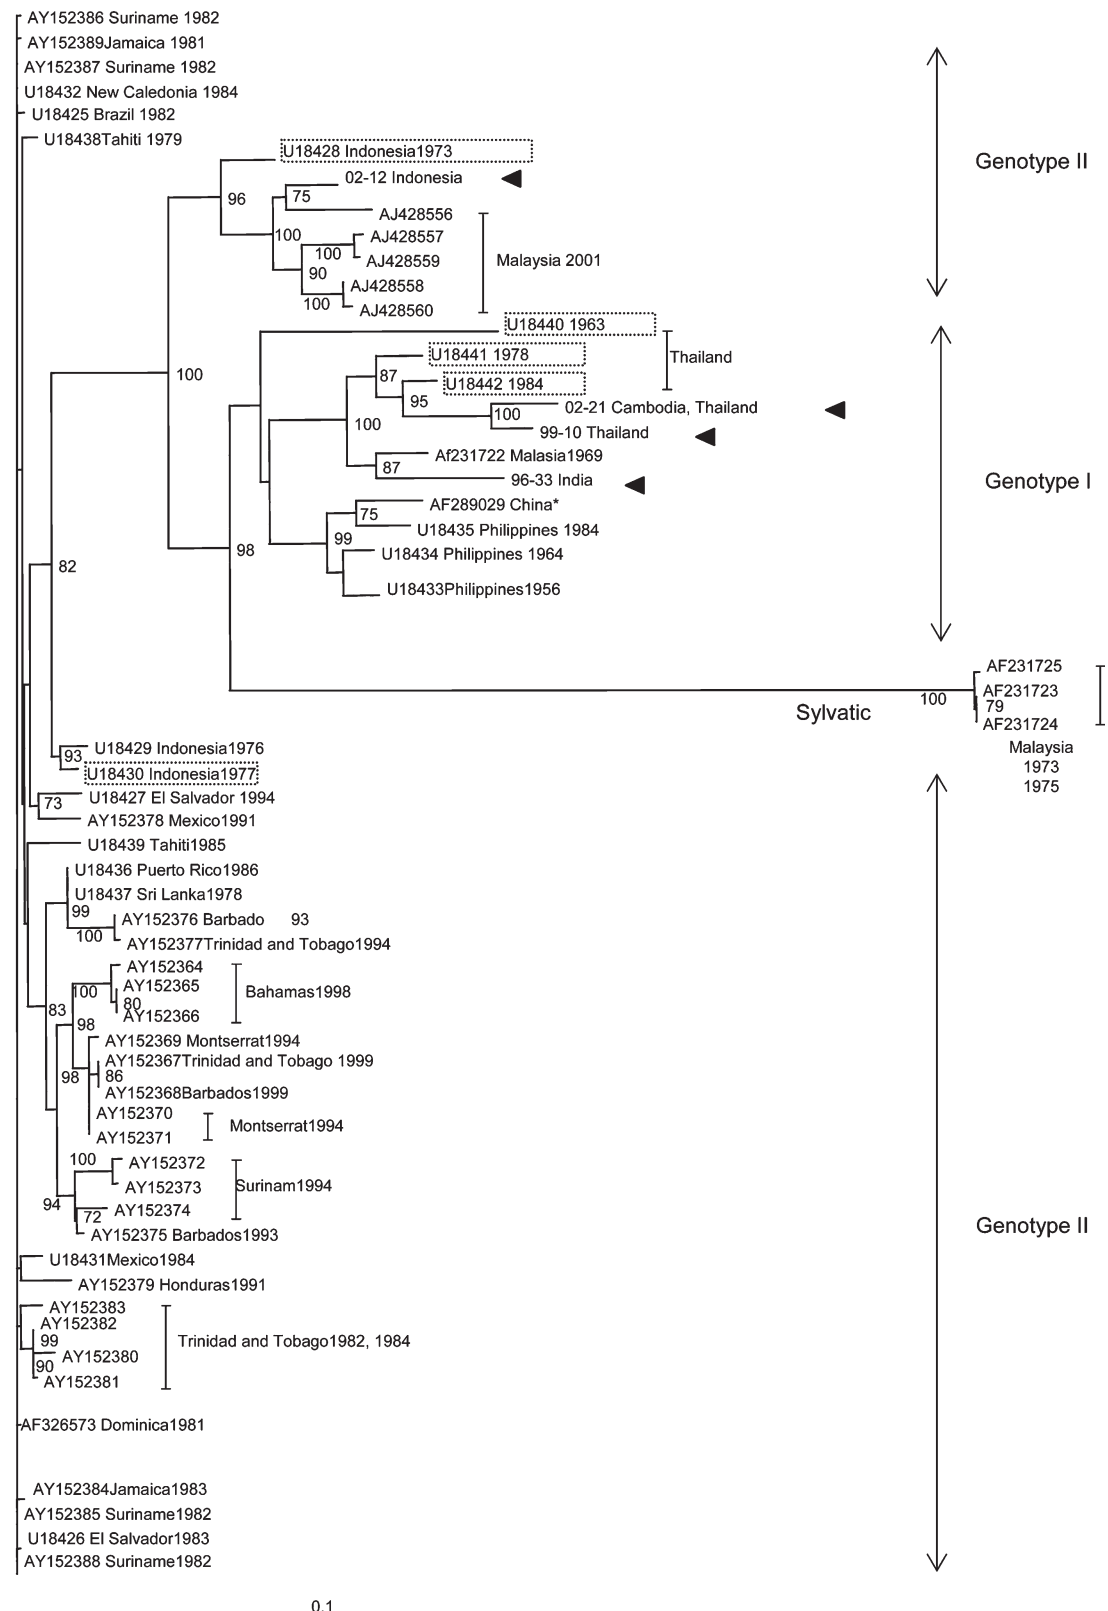 AY152386 Suriname 1982
AY152389Jamaica 1981
AY152387 Suriname 1982
U18432 New Caledonia 1984
U18425 Brazil 1982
U18438Tahiti 1979
U18428 Indonesia1973
Genotype II
02-12 Indonesia
96
75
AJ428556
100
AJ428557
100
AJ428559
Malaysia 2001
90
AJ428558
100
AJ428560
U18440 1963
U18441 1978
Thailand
100
87
U18442 1984
95
02-21 Cambodia, Thailand
100
100
99-10 Thailand
Af231722 Malasia1969
87
96-33 India
Genotype I
AF289029 China*
75
U18435 Philippines 1984
99
98
U18434 Philippines 1964
82
U18433Philippines1956
AF231725
100
AF231723
79
Sylvatic
AF231724
Malaysia
1973
1975
U18429 Indonesia1976
93
U18430 Indonesia1977
U18427 El Salvador 1994
73
AY152378 Mexico1991
U18439 Tahiti1985
U18436 Puerto Rico1986
U18437 Sri Lanka1978
99
AY152376 Barbado 93
100
AY152377Trinidad and Tobago1994
AY152364
100
AY152365
Bahamas1998
80
83
AY152366
98
AY152369 Montserrat1994
AY152367Trinidad and Tobago 1999
98
86
AY152368Barbados1999
AY152370
Montserrat1994
AY152371
100
AY152372
AY152373
Surinam1994
94
AY152374
72
Genotype II
AY152375 Barbados1993
U18431Mexico1984
AY152379 Honduras1991
AY152383
AY152382
99
Trinidad and Tobago1982, 1984
AY152380
90
AY152381
AF326573 Dominica1981
AY152384Jamaica1983
AY152385 Suriname1982
U18426 El Salvador1983
AY152388 Suriname1982
0.1